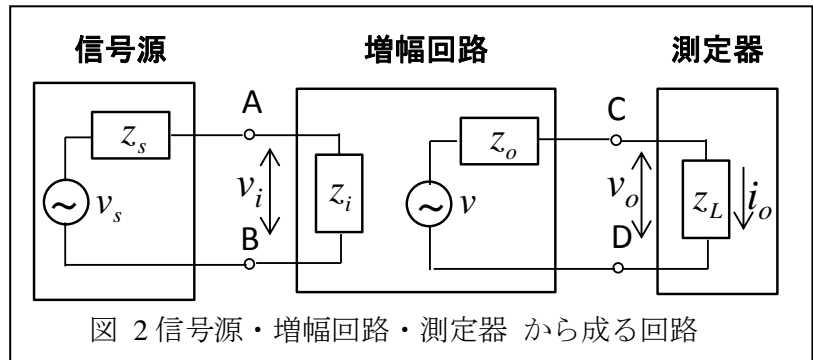 信号源 増幅回路 測定器
A C
z_s z_o
v_s v_i z_i v v_o z_L i_o
~ ~
B D
図 2 信号源・増幅回路・測定器 から成る回路